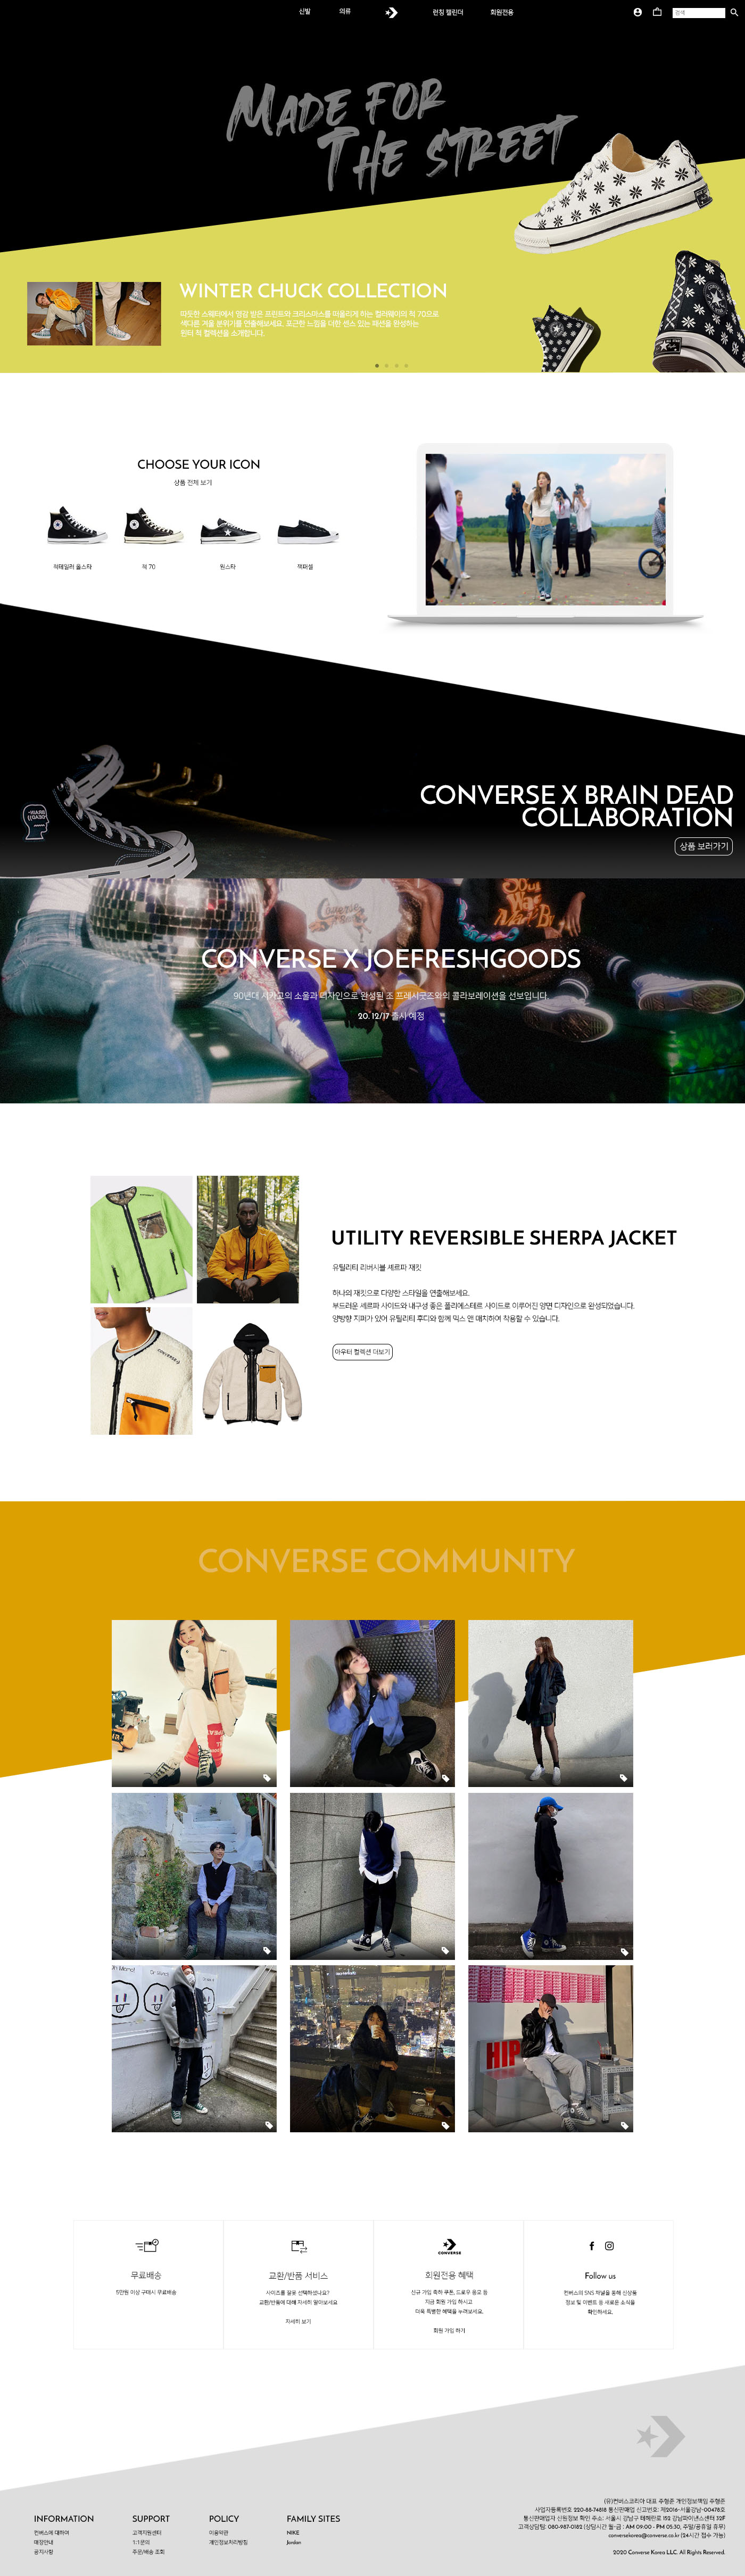 신발
의류
런칭 캘린더
회원전용
검색
MADE FOR
THE STREET
WINTER CHUCK COLLECTION
따듯한 스웨터에서 영감 받은 프린트와 크리스마스를 떠올리게 하는 컬러웨이의 척 70으로
색다른 겨울 분위기를 연출해보세요. 포근한 느낌을 더한 센스 있는 패션을 완성하는
윈터 척 컬렉션을 소개합니다.
CHOOSE YOUR ICON
상품 전체 보기
척테일러 올스타
척 70
원스타
잭퍼셀
CONVERSE X BRAIN DEAD
COLLABORATION
상품 보러가기
CONVERSE X JOEFRESHGOODS
90년대 시카고의 소울과 디자인으로 완성된 조 프레시굿즈와의 콜라보레이션을 선보입니다.
20. 12/17 출시 예정
UTILITY REVERSIBLE SHERPA JACKET
유틸리티 리버시블 셰르파 재킷
하나의 재킷으로 다양한 스타일을 연출해보세요.
부드러운 셰르파 사이드와 내구성 좋은 폴리에스테르 사이드로 이루어진 양면 디자인으로 완성되었습니다.
양방향 지퍼가 있어 유틸리티 후디와 함께 믹스 앤 매치하여 착용할 수 있습니다.
아우터 컬렉션 더보기
CONVERSE COMMUNITY
HIP
무료배송
5만원 이상 구매시 무료배송
교환/반품 서비스
사이즈를 잘못 선택하셨나요?
교환/반품에 대해 자세히 알아보세요
자세히 보기
CONVERSE
회원전용 혜택
신규 가입 축하 쿠폰, 드로우 응모 등
지금 회원 가입 하시고
더욱 특별한 혜택을 누려보세요.
회원 가입 하기
Follow us
컨버스의 SNS 채널을 통해 신상품
정보 및 이벤트 등 새로운 소식을
확인하세요.
INFORMATION
컨버스에 대하여
매장안내
공지사항
SUPPORT
고객지원센터
1:1문의
주문/배송 조회
POLICY
이용약관
개인정보처리방침
FAMILY SITES
NIKE
Jordan
(유)컨버스코리아 대표 주형준 개인정보책임 주형준
사업자등록번호 220-88-74818 통신판매업 신고번호: 제2016-서울강남-00478호
통신판매업자 신원정보 확인 주소: 서울시 강남구 테헤란로 152 강남파이낸스센터 32F
고객상담팀: 080-987-0182 (상담시간 월-금 : AM 09:00 - PM 05:30, 주말/공휴일 휴무)
conversekorea@converse.co.kr (24시간 접수 가능)
2020 Converse Korea LLC. All Rights Reserved.